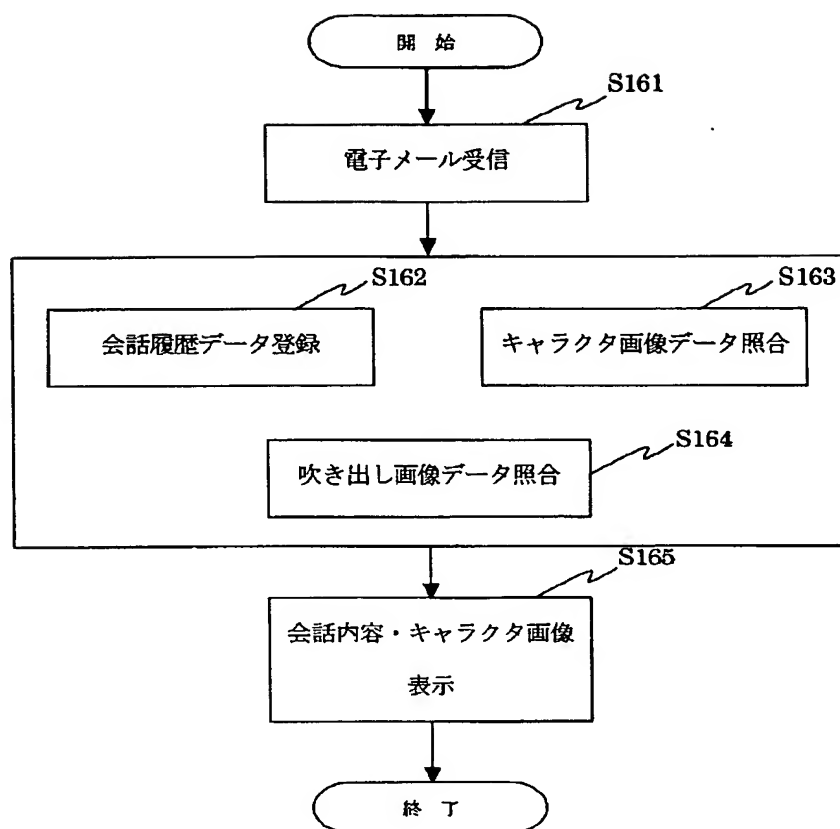 開 始
S161
電子メール受信
S162
会話履歴データ登録
S163
キャラクタ画像データ照合
S164
吹き出し画像データ照合
S165
会話内容・キャラクタ画像
表示
終 了